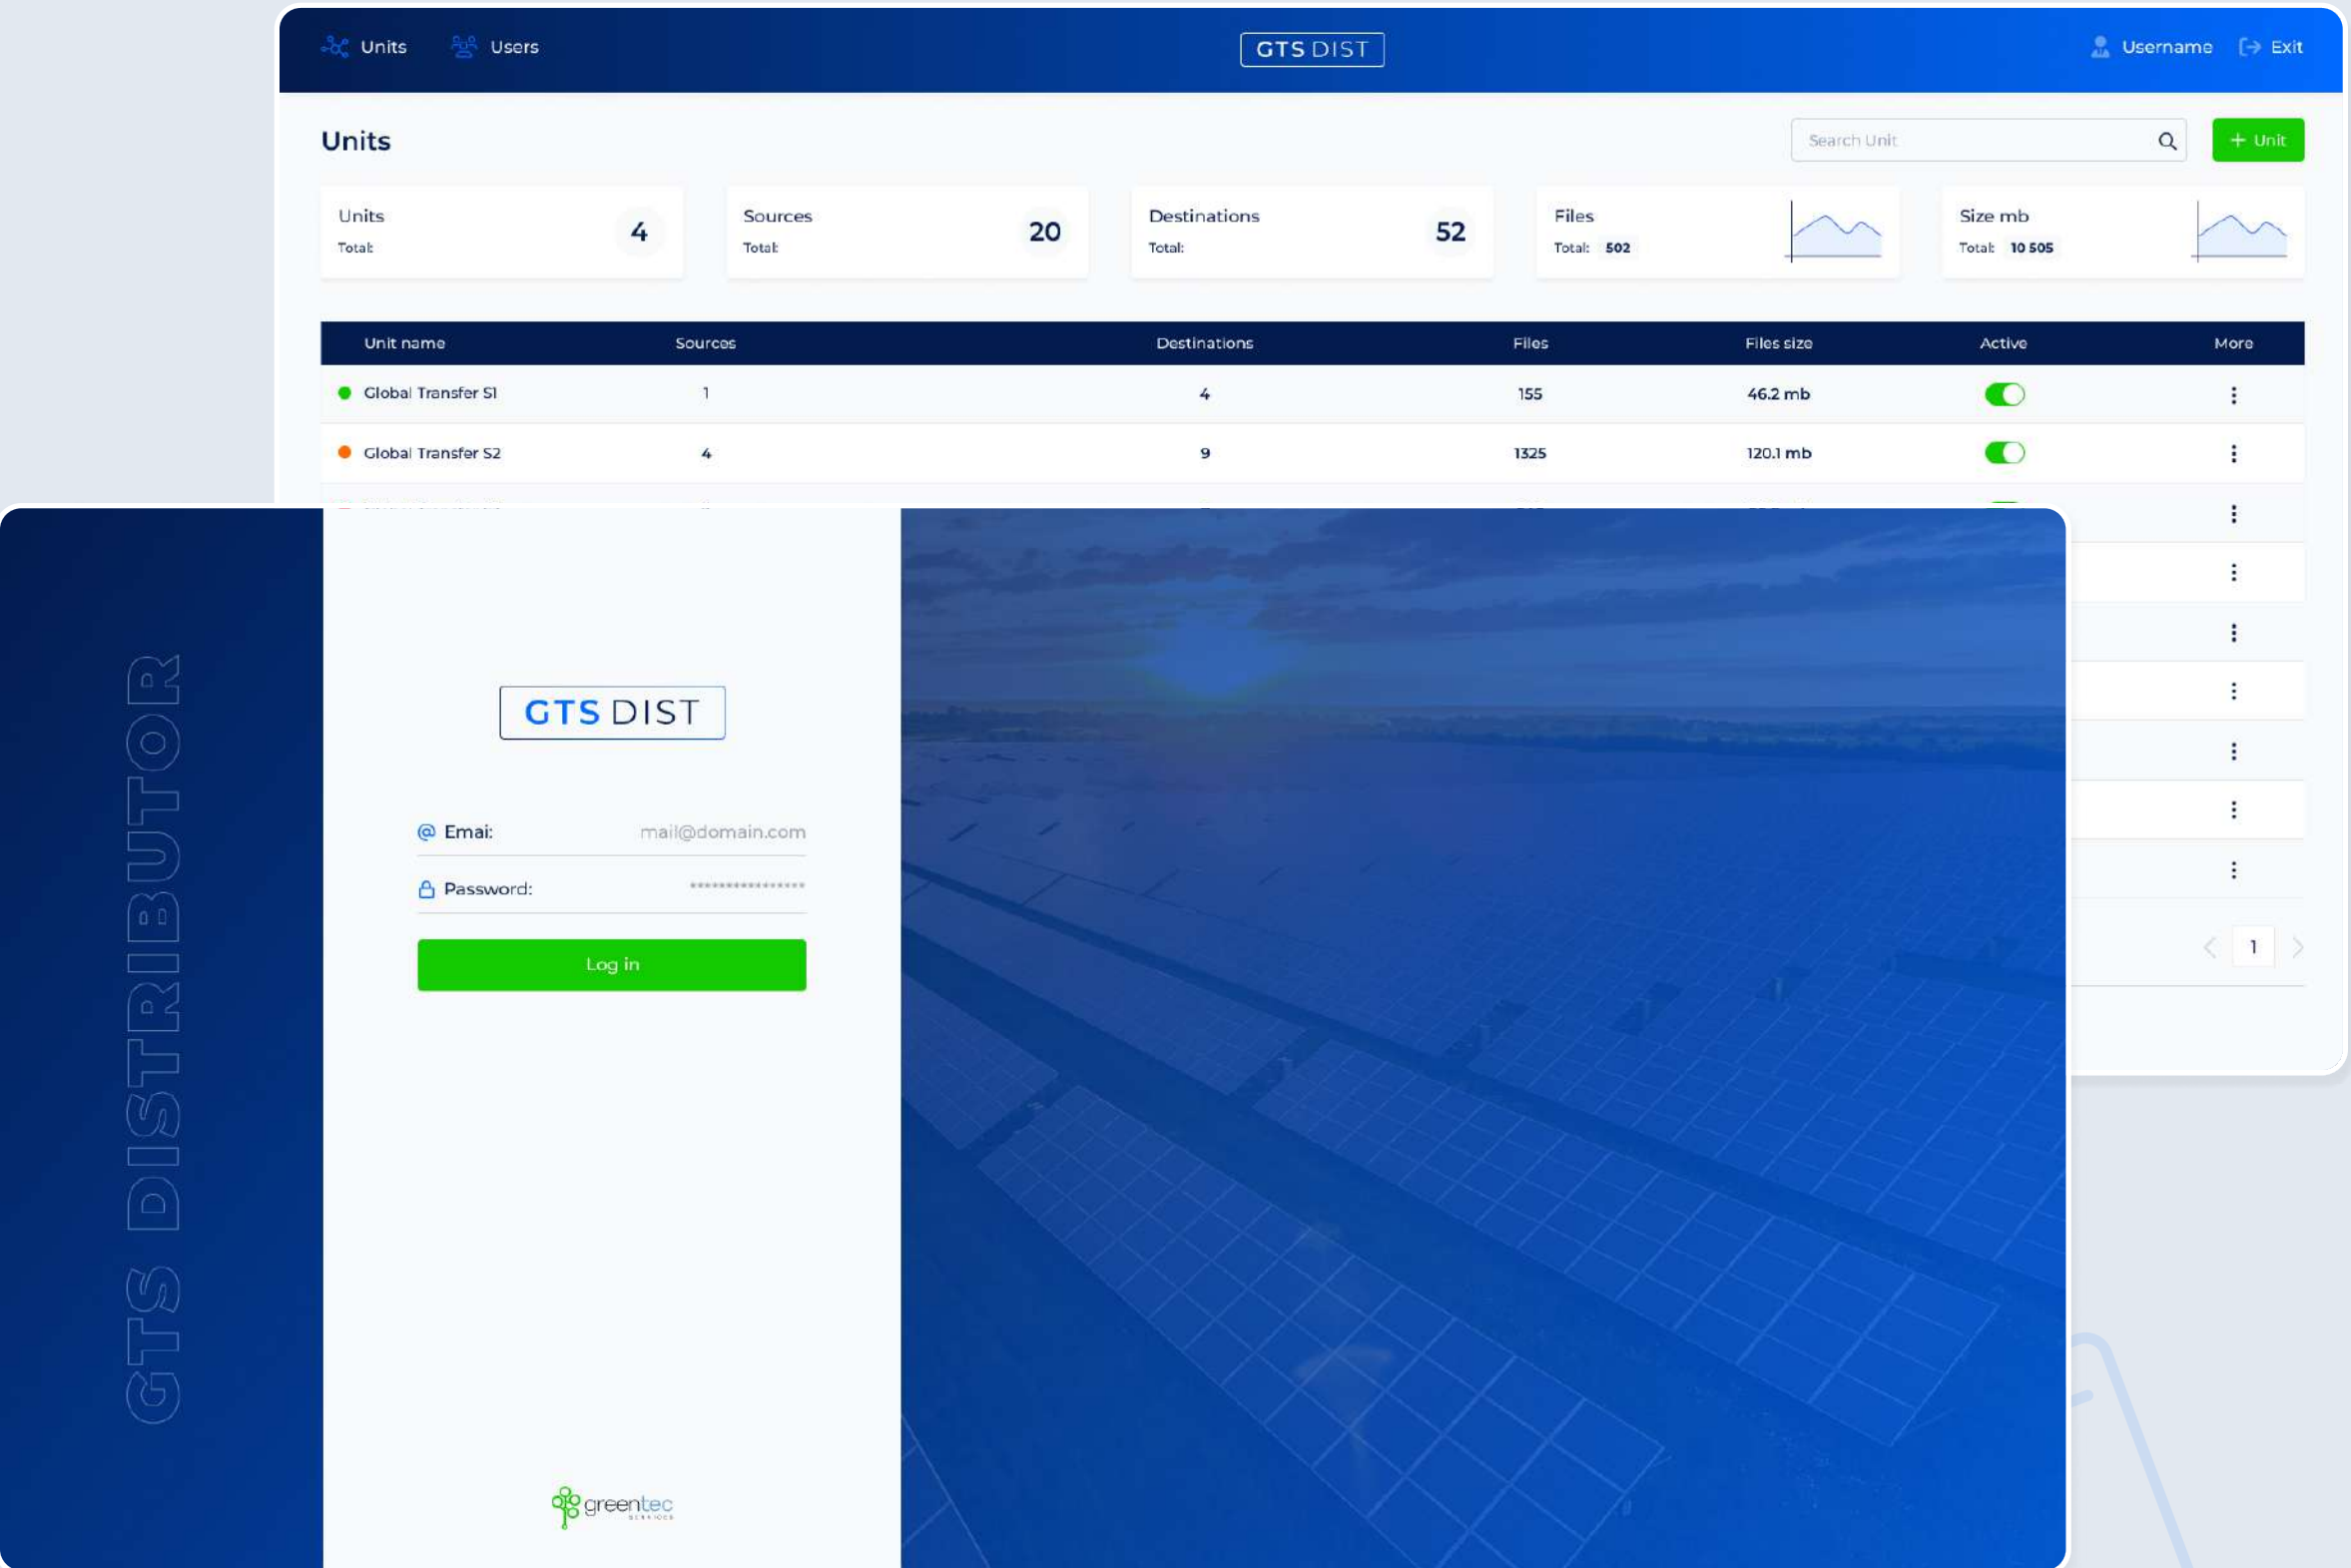 Units Users GTS DIST Username Exit
Units Search Unit + Unit
Units Sources Destinations Files Size mb
Total: 4 Total: 20 Total: 52 Total: 502 Total: 10 505
Unit name Sources Destinations Files Files size Active More
Global Transfer S1 1 4 155 46.2 mb
Global Transfer S2 4 9 1325 120.1 mb
1
GTS DISTRIBUTOR
GTS DIST
@ Emai: mail@domain.com
Password: ****************
Log in
greentec
SERVICES